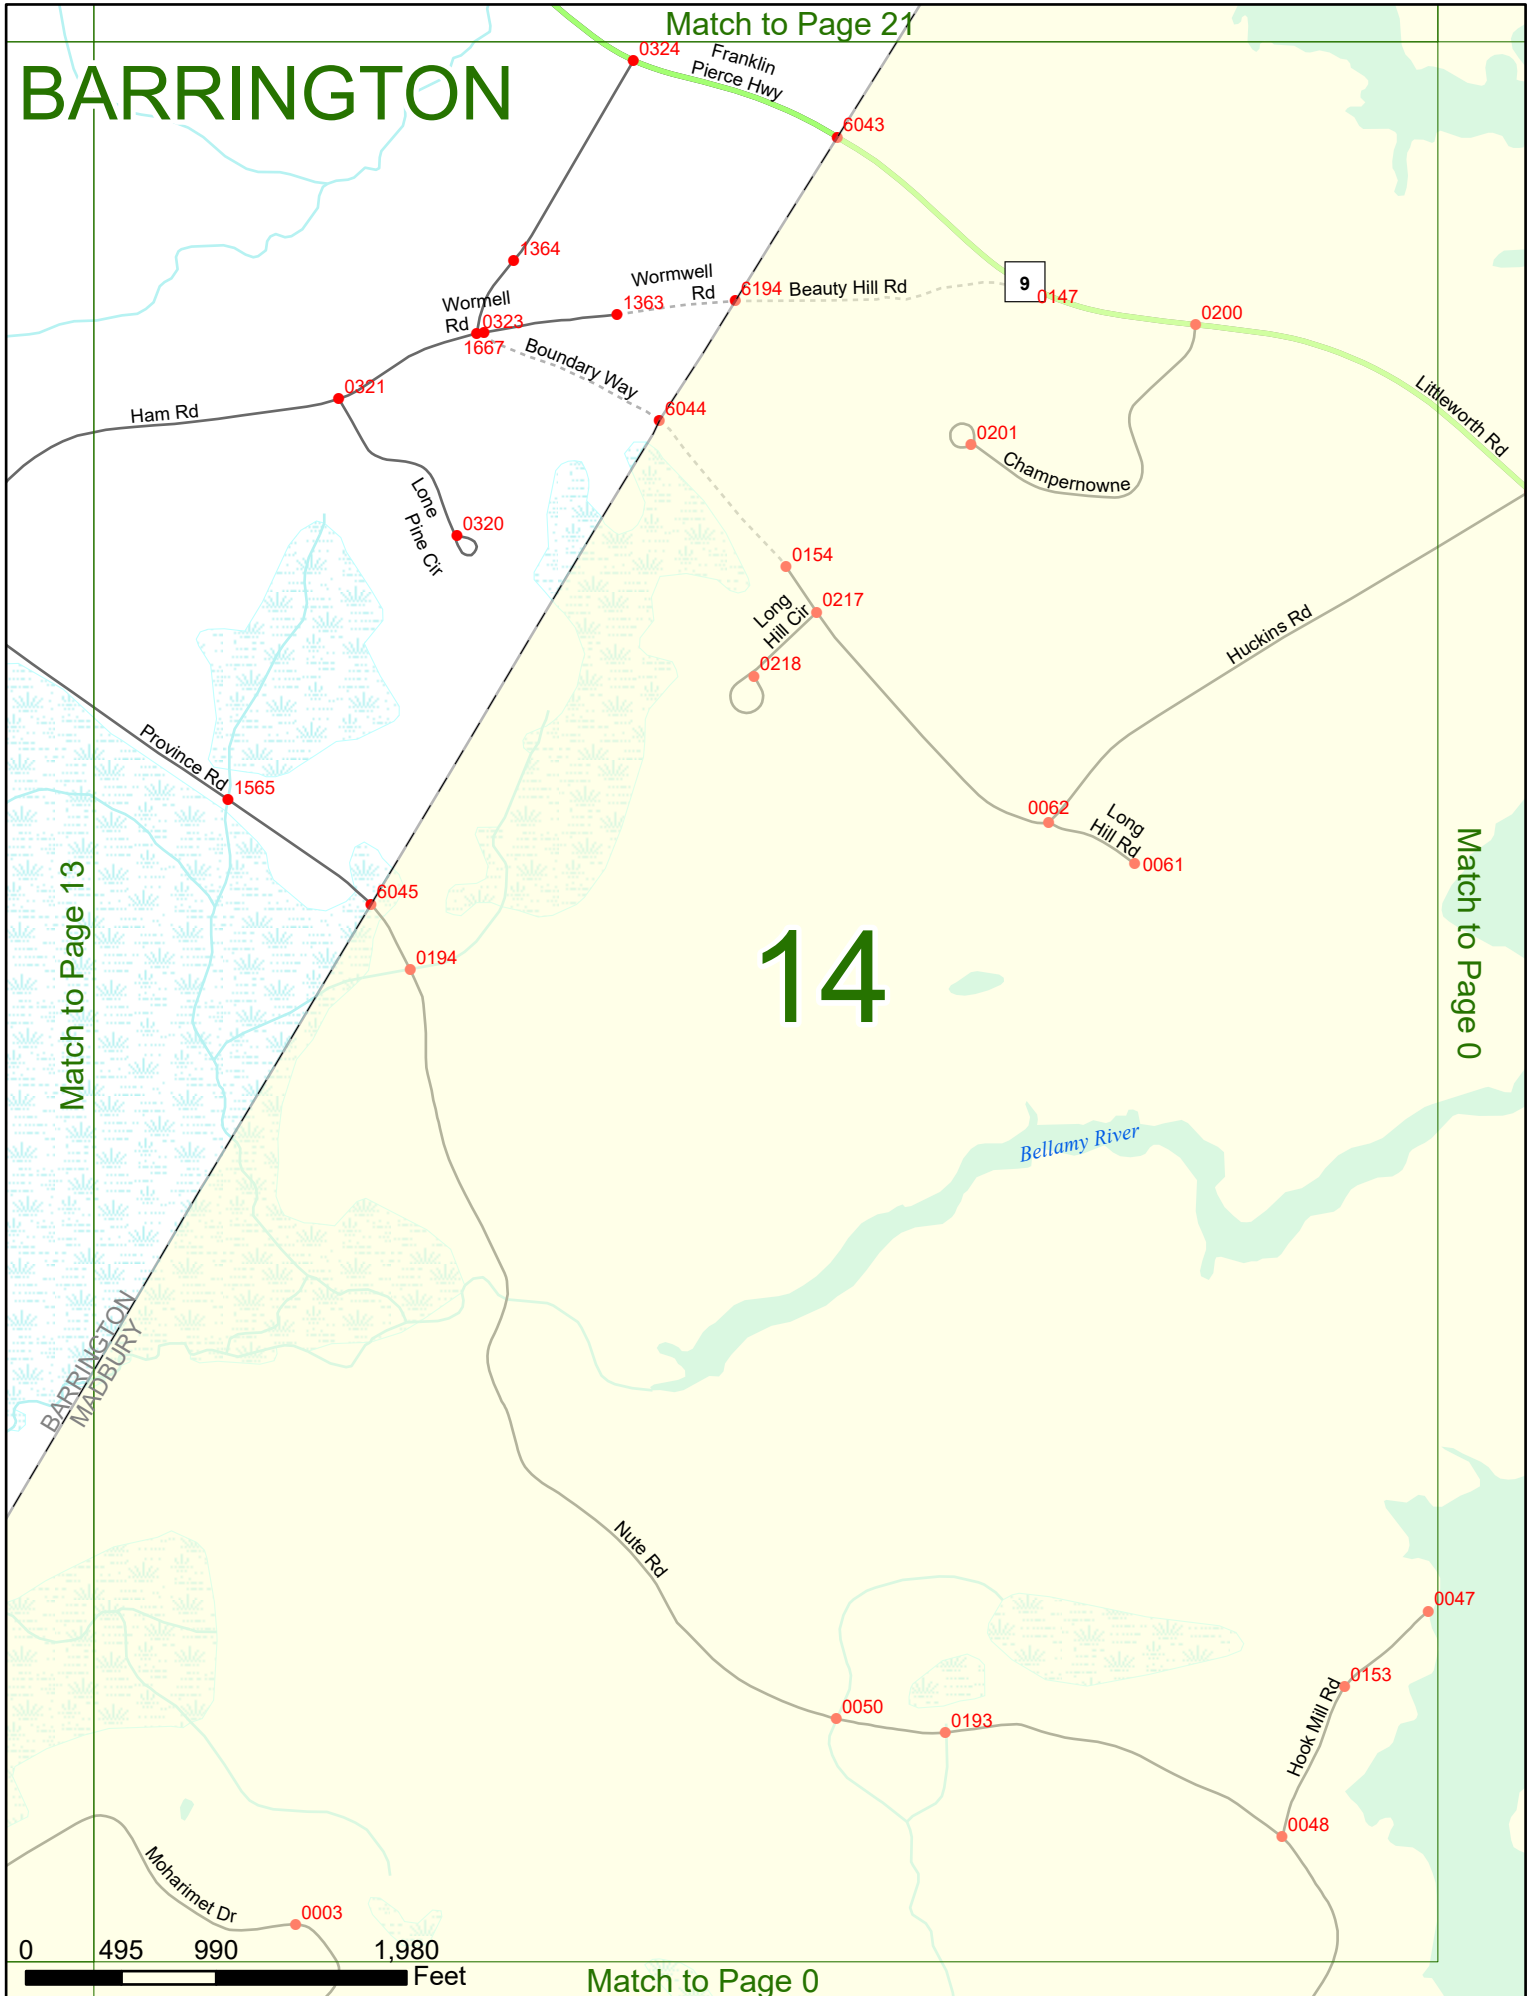 Match to Page 21
BARRINGTON
0324
Franklin
Pierce Hwy
6043
1364
Wormwell
Rd
6194
Beauty Hill Rd
9
0147
0200
Wormell
Rd
0323
1363
1667
Boundary Way
0321
Ham Rd
6044
Littleworth Rd
0201
Champernowne
Lone
Pine Cir
0320
0154
Long
Hill Cir
0217
0218
Huckins Rd
Province Rd
1565
0062
Long
Hill Rd
0061
Match to Page 13
6045
0194
14
Match to Page 0
Bellamy River
BARRINGTON
MADBURY
Nute Rd
0047
0153
Hook Mill Rd
0050
0193
0048
Moharimet Dr
0003
0 495 990 1,980
Feet
Match to Page 0